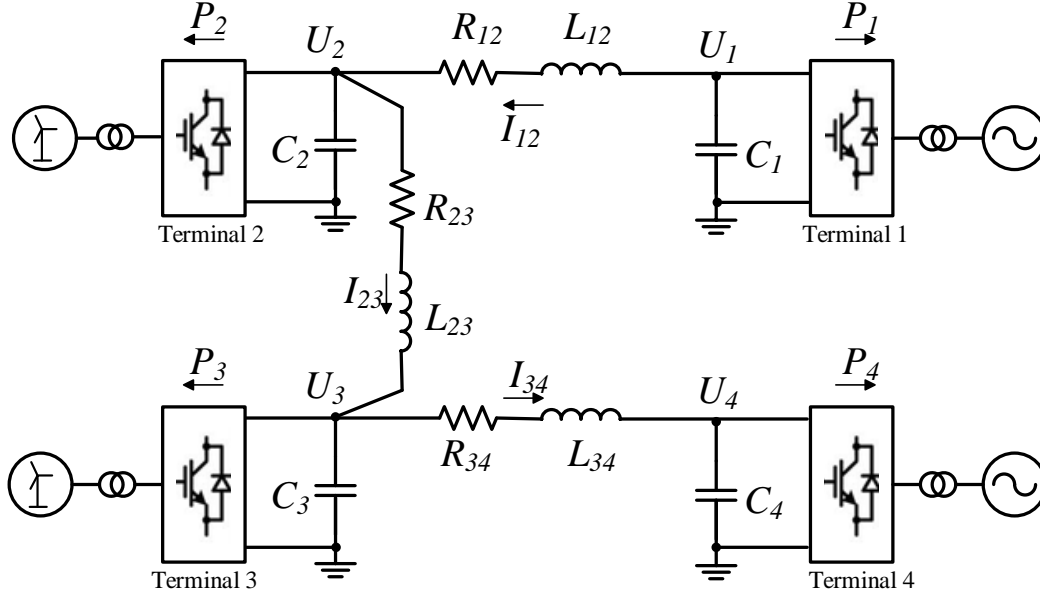 P2
R12
L12
P1
U2
U1
C2
I12
C1
R23
Terminal 2
Terminal 1
I23
L23
P3
U3
I34
U4
P4
R34
L34
C3
C4
Terminal 3
Terminal 4